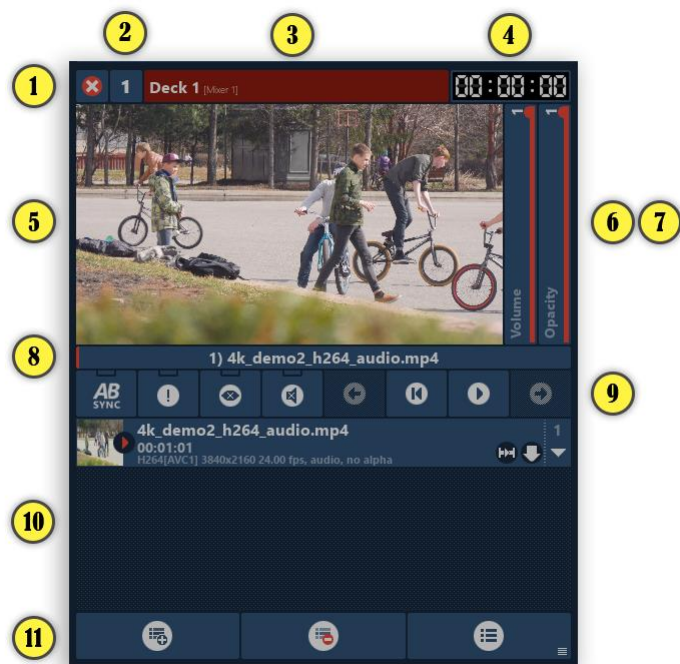 2
3
4
1
1
Deck 1 [Mixer 1]
00:00:00
5
Volume
1
Opacity
1
6
7
8
1) 4k_demo2_h264_audio.mp4
AB
SYNC
9
4k_demo2_h264_audio.mp4
1
00:01:01
H264[AVC1] 3840x2160 24.00 fps, audio, no alpha
10
11